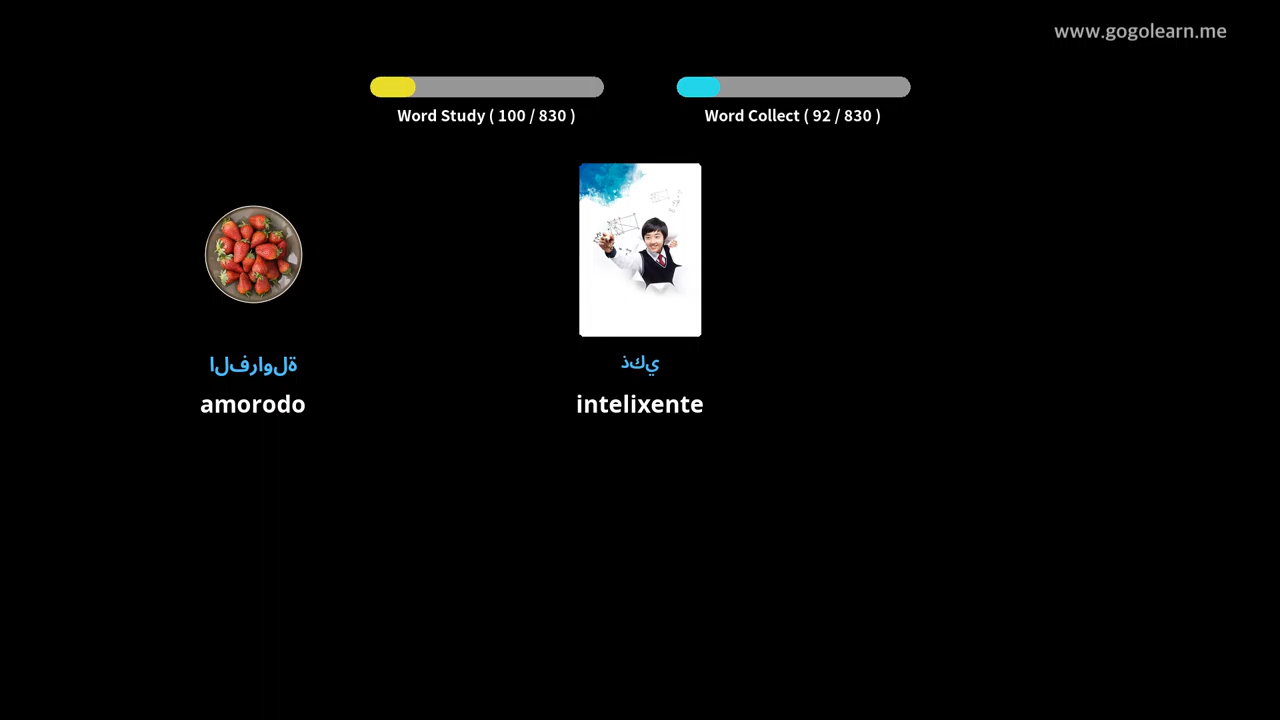 www.gogolearn.me
Word Study ( 100 / 830 )
Word Collect ( 92 / 830 )
الفراولة
amorodo
ذكي
intelixente